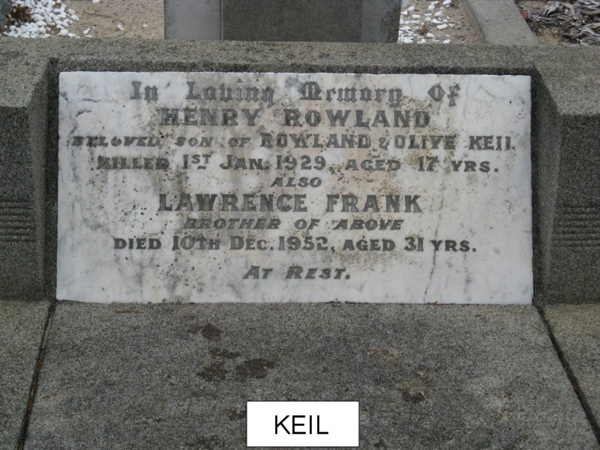 In Loving Memory Of
HENRY ROWLAND
BELOVED SON OF ROWLAND & OLIVE KEIL
KILLED 1ST JAN. 1929, AGED 17 YRS.
ALSO
LAWRENCE FRANK
BROTHER OF ABOVE
DIED 10TH DEC. 1952, AGED 31 YRS.
AT REST.
KEIL